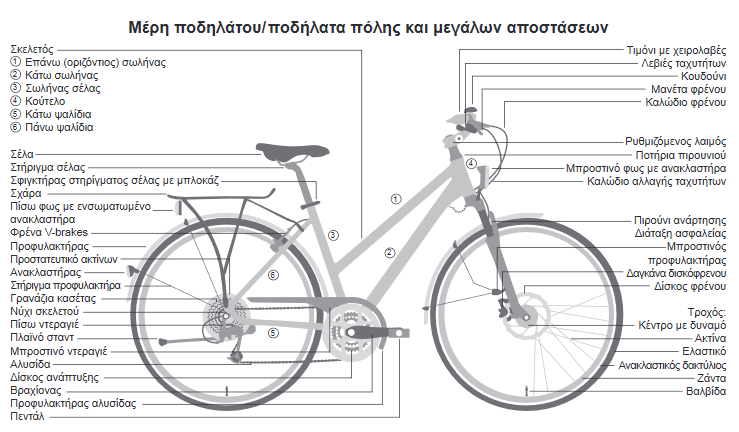 Μέρη ποδηλάτου/ποδήλατα πόλης και μεγάλων αποστάσεων
Σκελετός
① Επάνω (οριζόντιος) σωλήνας
② Κάτω σωλήνας
③ Σωλήνας σέλας
④ Κούτελο
⑤ Κάτω ψαλίδια
⑥ Πάνω ψαλίδια
Σέλα
Στήριγμα σέλας
Σφιγκτήρας στηρίγματος σέλας με μπλοκάζ
Σχάρα
Πίσω φως με ενσωματωμένο
ανακλαστήρα
Φρένα V-brakes
Προφυλακτήρας
Προστατευτικό ακτίνων
Ανακλαστήρας
Στήριγμα προφυλακτήρα
Γρανάζια κασέτας
Νύχι σκελετού
Πίσω ντεραγιέ
Πλαϊνό σταντ
Μπροστινό ντεραγιέ
Αλυσίδα
Δίσκος ανάπτυξης
Βραχίονας
Προφυλακτήρας αλυσίδας
Πεντάλ
Τιμόνι με χειρολαβές
Λεβιές ταχυτήτων
Κουδούνι
Μανέτα φρένου
Καλώδιο φρένου
Ρυθμιζόμενος λαιμός
Ποτήρια πιρουνιού
Μπροστινό φως με ανακλαστήρα
Καλώδιο αλλαγής ταχυτήτων
Πιρούνι ανάρτησης
Διάταξη ασφαλείας
Μπροστινός
προφυλακτήρας
Δαγκάνα δισκόφρενου
Δίσκος φρένου
Τροχός:
Κέντρο με δυναμό
Ακτίνα
Ελαστικό
Ανακλαστικός δακτύλιος
Ζάντα
Βαλβίδα
①
②
③
④
⑤
⑥